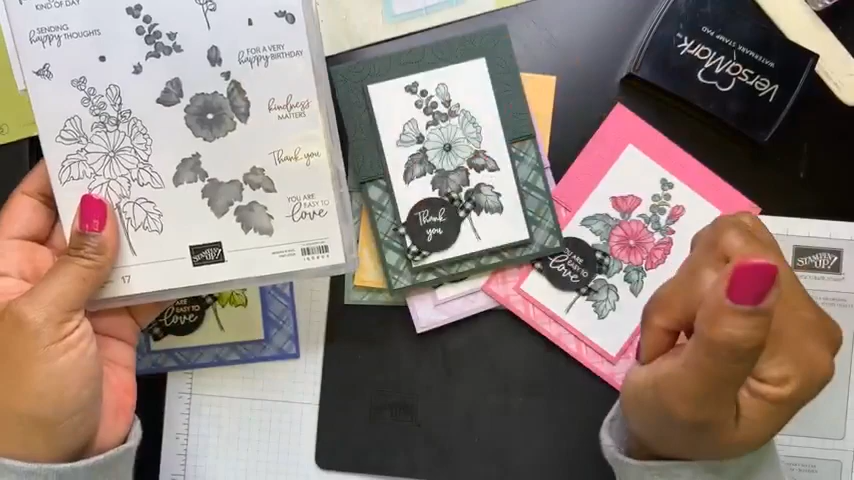 KIND OF DAY
SENDING
happy THOUGHTS
FOR A VERY
happy BIRTHDAY
kindness
MATTERS
thank you
YOU ARE
EASY TO
love
STAMPIN' UP!
17
Thank
you
YOU ARE
EASY TO
love
EASY TO
love
VersaMark
WATERMARK STAMP PAD
STAMPIN' UP!